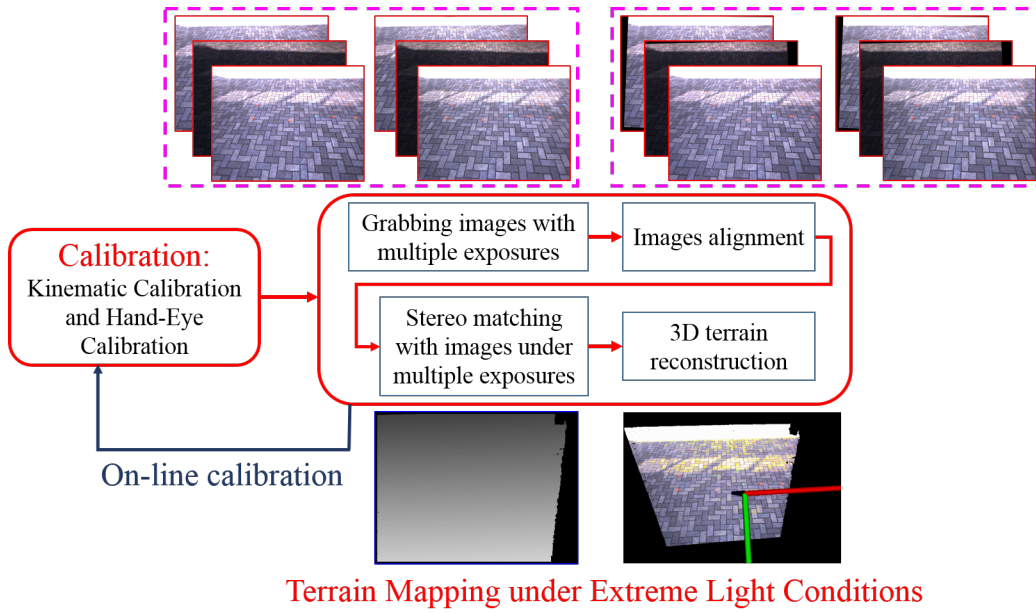 Calibration:
Kinematic Calibration
and Hand-Eye
Calibration
Grabbing images with
multiple exposures
Images alignment
Stereo matching
with images under
multiple exposures
3D terrain
reconstruction
On-line calibration
Terrain Mapping under Extreme Light Conditions